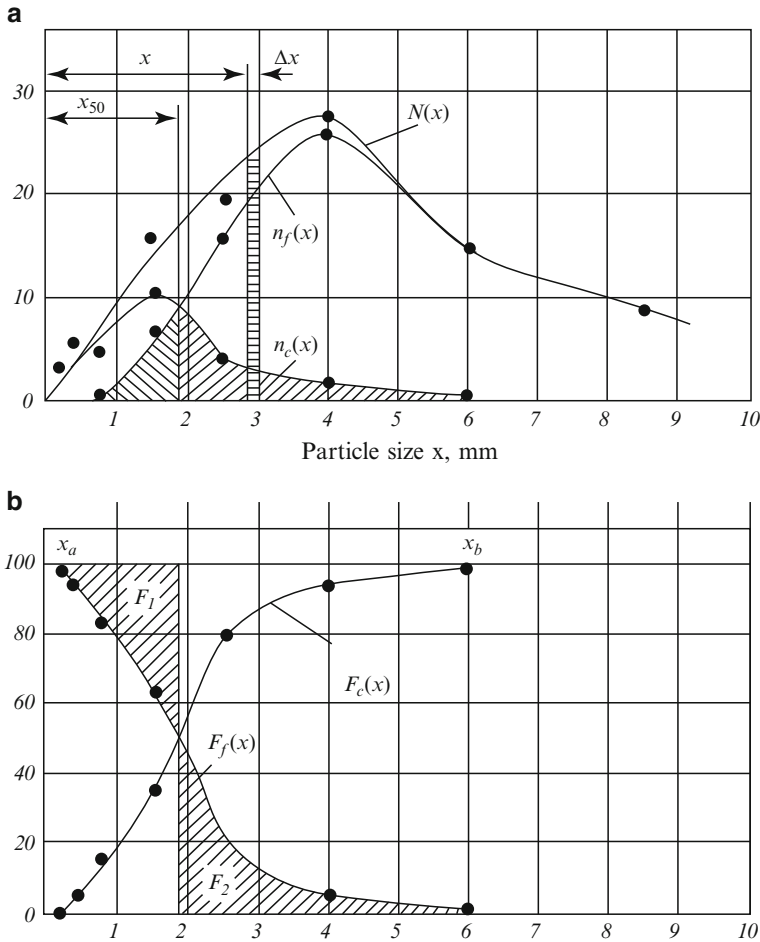 a
x
Δx
x50
N(x)
nf(x)
nc(x)
30
20
10
0
1 2 3 4 5 6 7 8 9 10
Particle size x, mm
b
xa
xb
F1
Fc(x)
Ff(x)
F2
100
80
60
40
20
0
1 2 3 4 5 6 7 8 9 10